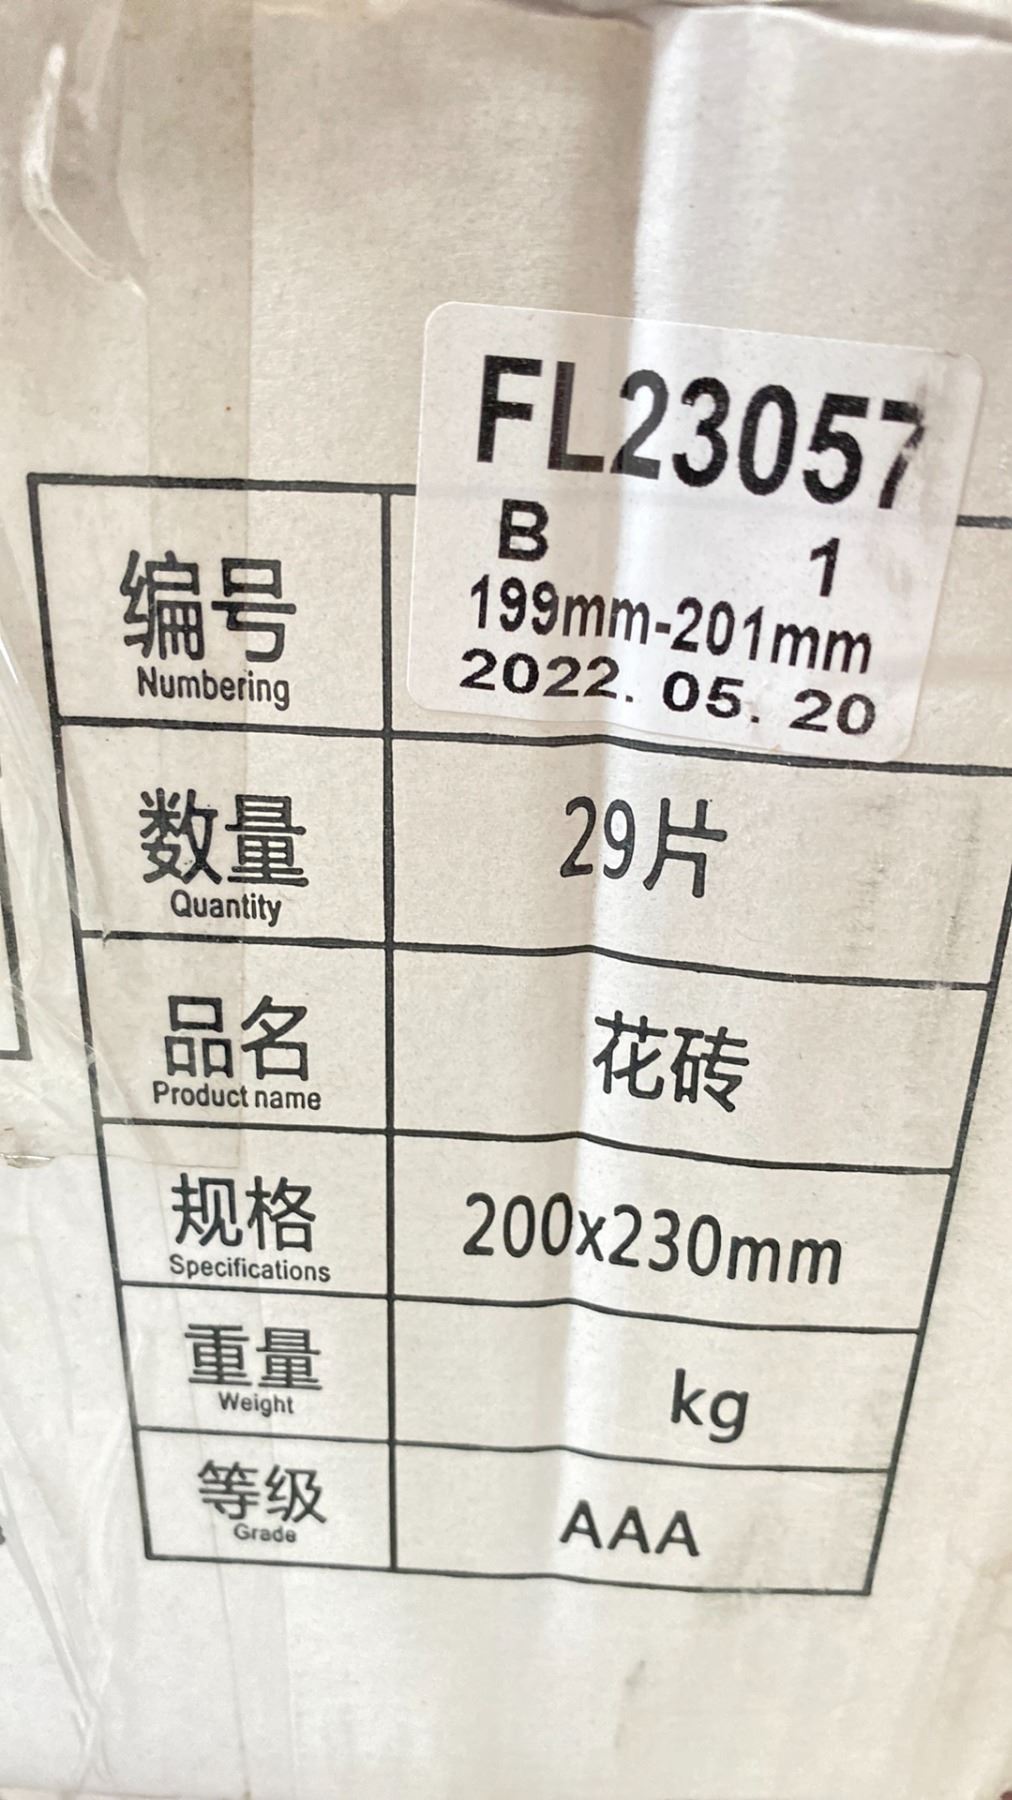 FL23057
B 1
199mm-201mm
2022. 05. 20
编号
Numbering
数量
Quantity
29片
品名
Product name
花砖
规格
Specifications
200x230mm
重量
Weight
kg
等级
Grade
AAA